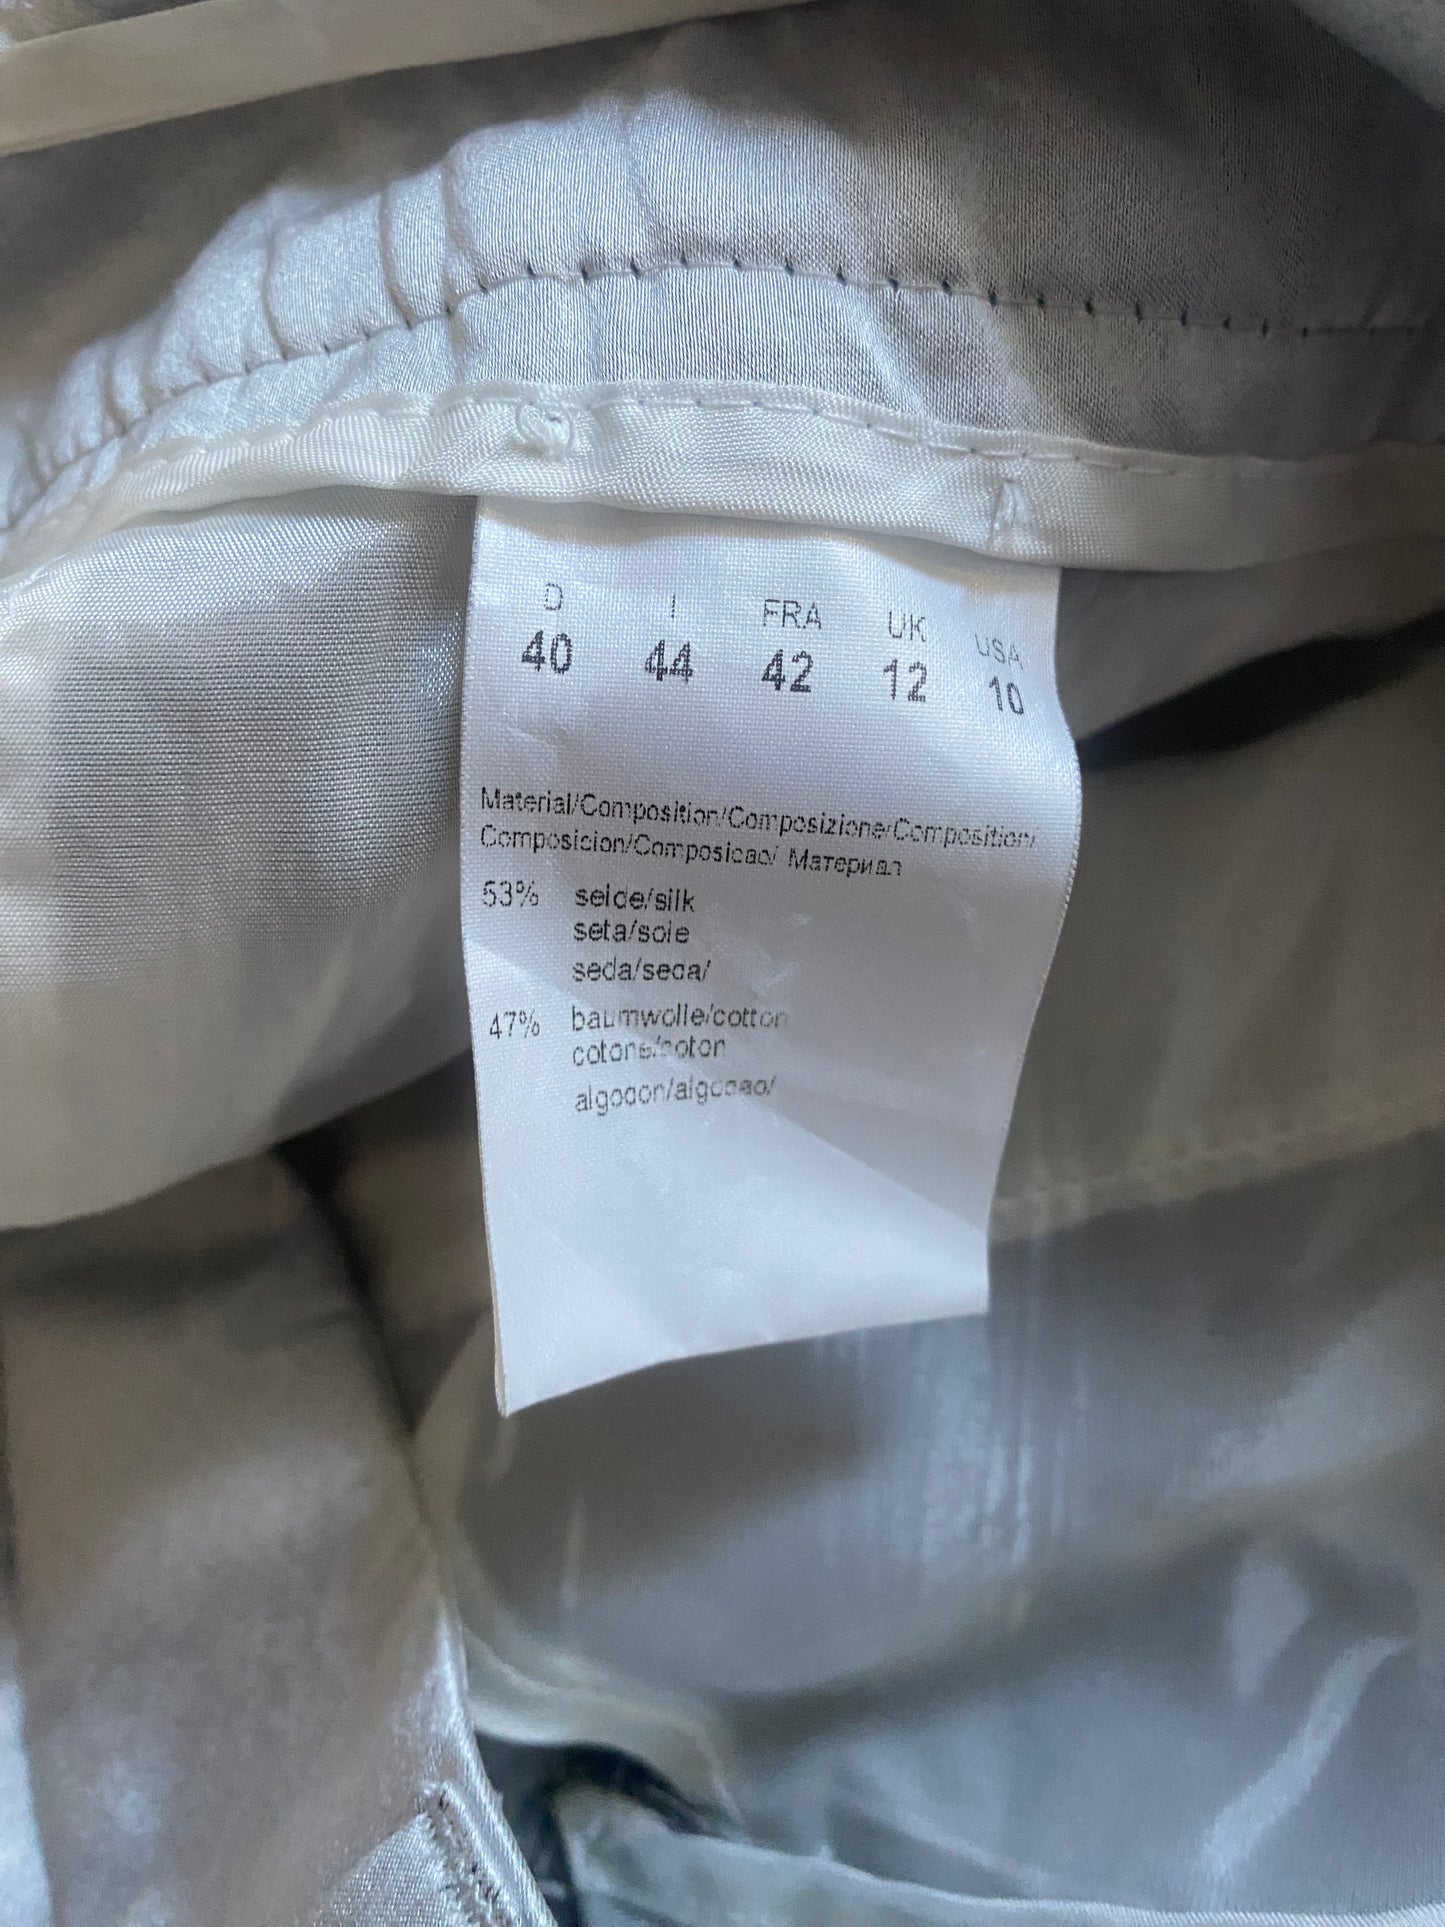 D I FRA UK USA
40 44 42 12 10
Material/Composition/Composizione/Composition/
Composicion/Composicao/ Материал
53% seide/silk
seta/soie
seda/seda/
47% baumwolle/cotton
cotone/coton
algodon/algodao/